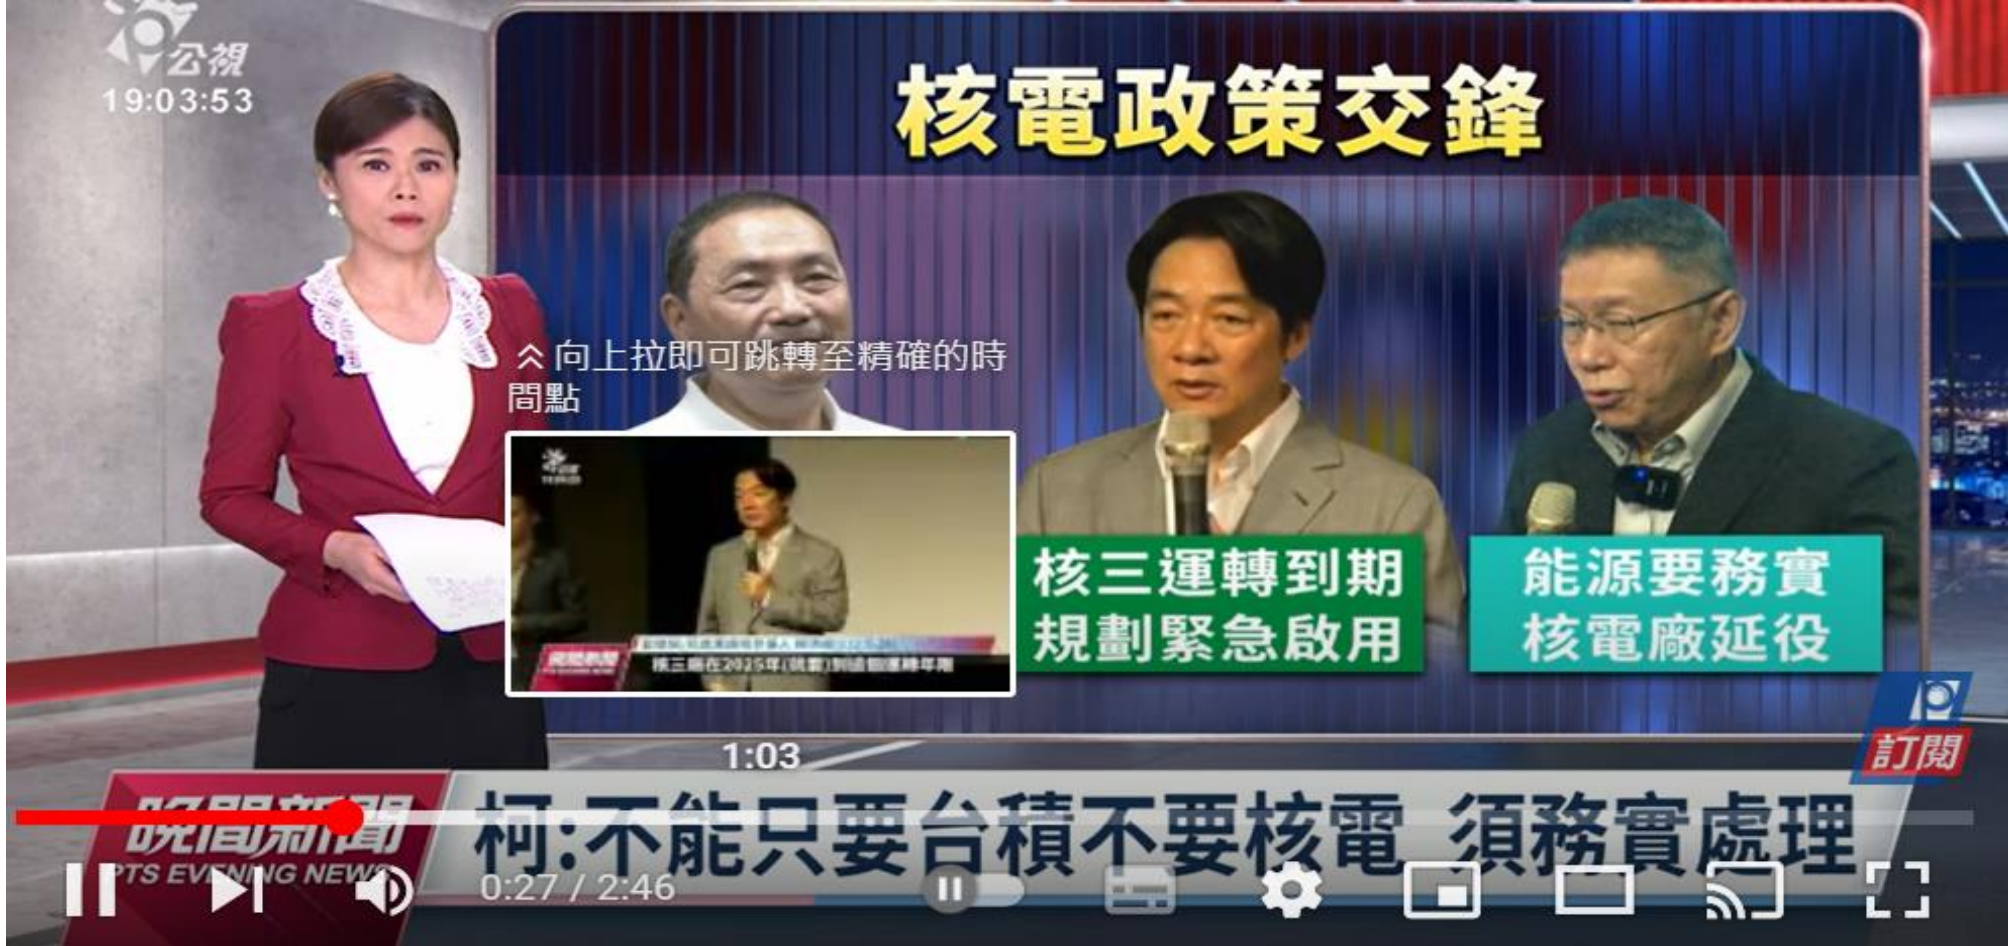 公視
19:03:53
核電政策交鋒
向上拉即可跳轉至精確的時
間點
核三運轉到期
規劃緊急啟用
能源要務實
核電廠延役
訂閱
1:03
晚間新聞
PTS EVENING NEWS
柯:不能只要台積不要核電 須務實處理
0:27 / 2:46